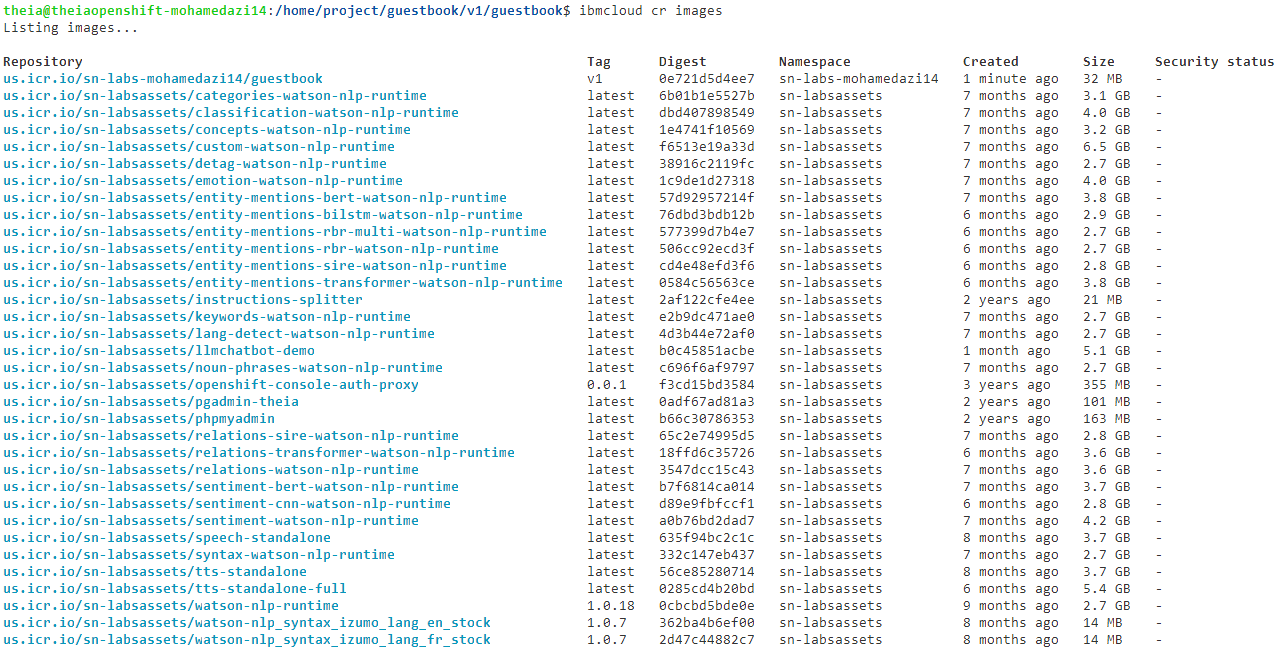 theia@theiaopenshift-mohamedazi14:/home/project/guestbook/v1/guestbook$ ibmcloud cr images
Listing images...
Repository Tag Digest Namespace Created Size Security status
us.icr.io/sn-labs-mohamedazi14/guestbook v1 0e721d5d4ee7 sn-labs-mohamedazi14 1 minute ago 32 MB -
us.icr.io/sn-labsassets/categories-watson-nlp-runtime latest 6b01b1e5527b sn-labsassets 7 months ago 3.1 GB -
us.icr.io/sn-labsassets/classification-watson-nlp-runtime latest dbd407898549 sn-labsassets 7 months ago 4.0 GB -
us.icr.io/sn-labsassets/concepts-watson-nlp-runtime latest 1e4741f10569 sn-labsassets 7 months ago 3.2 GB -
us.icr.io/sn-labsassets/custom-watson-nlp-runtime latest f6513e19a33d sn-labsassets 7 months ago 6.5 GB -
us.icr.io/sn-labsassets/detag-watson-nlp-runtime latest 38916c2119fc sn-labsassets 7 months ago 2.7 GB -
us.icr.io/sn-labsassets/emotion-watson-nlp-runtime latest 1c9de1d27318 sn-labsassets 7 months ago 4.0 GB -
us.icr.io/sn-labsassets/entity-mentions-bert-watson-nlp-runtime latest 57d92957214f sn-labsassets 7 months ago 3.8 GB -
us.icr.io/sn-labsassets/entity-mentions-bilstm-watson-nlp-runtime latest 76dbd3bdb12b sn-labsassets 6 months ago 2.9 GB -
us.icr.io/sn-labsassets/entity-mentions-rbr-multi-watson-nlp-runtime latest 577399d7b4e7 sn-labsassets 6 months ago 2.7 GB -
us.icr.io/sn-labsassets/entity-mentions-rbr-watson-nlp-runtime latest 506cc92ecd3f sn-labsassets 6 months ago 2.7 GB -
us.icr.io/sn-labsassets/entity-mentions-sire-watson-nlp-runtime latest cd4e48efd3f6 sn-labsassets 6 months ago 2.8 GB -
us.icr.io/sn-labsassets/entity-mentions-transformer-watson-nlp-runtime latest 0584c56563ce sn-labsassets 6 months ago 3.8 GB -
us.icr.io/sn-labsassets/instructions-splitter latest 2af122cfe4ee sn-labsassets 2 years ago 21 MB -
us.icr.io/sn-labsassets/keywords-watson-nlp-runtime latest e2b9dc471ae0 sn-labsassets 7 months ago 2.7 GB -
us.icr.io/sn-labsassets/lang-detect-watson-nlp-runtime latest 4d3b44e72af0 sn-labsassets 7 months ago 2.7 GB -
us.icr.io/sn-labsassets/llmchatbot-demo latest b0c45851acbe sn-labsassets 1 month ago 5.1 GB -
us.icr.io/sn-labsassets/noun-phrases-watson-nlp-runtime latest c696f6af9797 sn-labsassets 7 months ago 2.7 GB -
us.icr.io/sn-labsassets/openshift-console-auth-proxy 0.0.1 f3cd15bd3584 sn-labsassets 3 years ago 355 MB -
us.icr.io/sn-labsassets/pgadmin-theia latest 0adf67ad81a3 sn-labsassets 2 years ago 101 MB -
us.icr.io/sn-labsassets/phpmyadmin latest b66c30786353 sn-labsassets 2 years ago 163 MB -
us.icr.io/sn-labsassets/relations-sire-watson-nlp-runtime latest 65c2e74995d5 sn-labsassets 7 months ago 2.8 GB -
us.icr.io/sn-labsassets/relations-transformer-watson-nlp-runtime latest 18ffd6c35726 sn-labsassets 6 months ago 3.6 GB -
us.icr.io/sn-labsassets/relations-watson-nlp-runtime latest 3547dcc15c43 sn-labsassets 7 months ago 3.6 GB -
us.icr.io/sn-labsassets/sentiment-bert-watson-nlp-runtime latest b7f6814ca014 sn-labsassets 7 months ago 3.7 GB -
us.icr.io/sn-labsassets/sentiment-cnn-watson-nlp-runtime latest d89e9fbfccf1 sn-labsassets 6 months ago 2.8 GB -
us.icr.io/sn-labsassets/sentiment-watson-nlp-runtime latest a0b76bd2dad7 sn-labsassets 7 months ago 4.2 GB -
us.icr.io/sn-labsassets/speech-standalone latest 635f94bc2c1c sn-labsassets 8 months ago 3.7 GB -
us.icr.io/sn-labsassets/syntax-watson-nlp-runtime latest 332c147eb437 sn-labsassets 7 months ago 2.7 GB -
us.icr.io/sn-labsassets/tts-standalone latest 56ce85280714 sn-labsassets 8 months ago 3.7 GB -
us.icr.io/sn-labsassets/tts-standalone-full latest 0285cd4b20bd sn-labsassets 6 months ago 5.4 GB -
us.icr.io/sn-labsassets/watson-nlp-runtime 1.0.18 0cbcbd5bde0e sn-labsassets 9 months ago 2.7 GB -
us.icr.io/sn-labsassets/watson-nlp_syntax_izumo_lang_en_stock 1.0.7 362ba4b6ef00 sn-labsassets 8 months ago 14 MB -
us.icr.io/sn-labsassets/watson-nlp_syntax_izumo_lang_fr_stock 1.0.7 2d47c44882c7 sn-labsassets 8 months ago 14 MB -